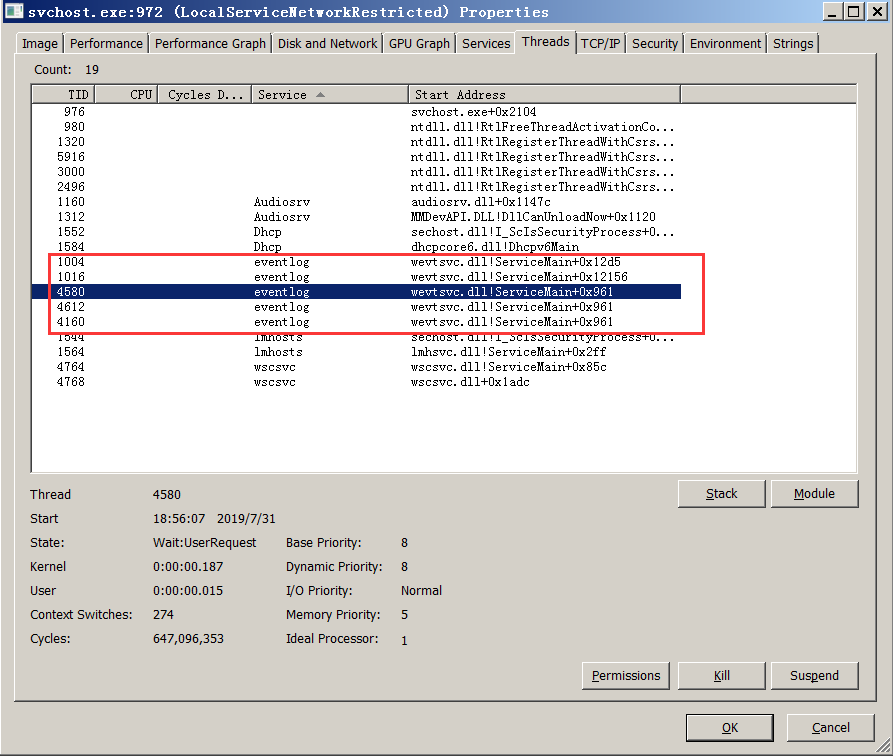 svchost.exe:972 (LocalServiceNetworkRestricted) Properties
Image Performance Performance Graph Disk and Network GPU Graph Services Threads TCP/IP Security Environment Strings
Count: 19
TID CPU Cycles D... Service Start Address
976 svchost.exe+0x2104
980 ntdll.dll!RtlFreeThreadActivationCo...
1320 ntdll.dll!RtlRegisterThreadWithCsrs...
5916 ntdll.dll!RtlRegisterThreadWithCsrs...
3000 ntdll.dll!RtlRegisterThreadWithCsrs...
2496 ntdll.dll!RtlRegisterThreadWithCsrs...
1160 Audiosrv audiosrv.dll+0x1147c
1312 Audiosrv MMDevAPI.DLL!DllCanUnloadNow+0x1120
1552 Dhcp sechost.dll!I_ScIsSecurityProcess+0...
1584 Dhcp dhcpcore6.dll!Dhcpv6Main
1004 eventlog wevtsvc.dll!ServiceMain+0x12d5
1016 eventlog wevtsvc.dll!ServiceMain+0x12156
4580 eventlog wevtsvc.dll!ServiceMain+0x961
4612 eventlog wevtsvc.dll!ServiceMain+0x961
4160 eventlog wevtsvc.dll!ServiceMain+0x961
1544 lmhosts sechost.dll!I_ScIsSecurityProcess+0...
1564 lmhosts lmhsvc.dll!ServiceMain+0x2ff
4764 wscsvc wscsvc.dll!ServiceMain+0x85c
4768 wscsvc wscsvc.dll+0x1adc
Thread 4580
Stack Module
Start 18:56:07 2019/7/31
State: Wait:UserRequest Base Priority: 8
Kernel 0:00:00.187 Dynamic Priority: 8
User 0:00:00.015 I/O Priority: Normal
Context Switches: 274 Memory Priority: 5
Cycles: 647,096,353 Ideal Processor: 1
Permissions Kill Suspend
OK Cancel